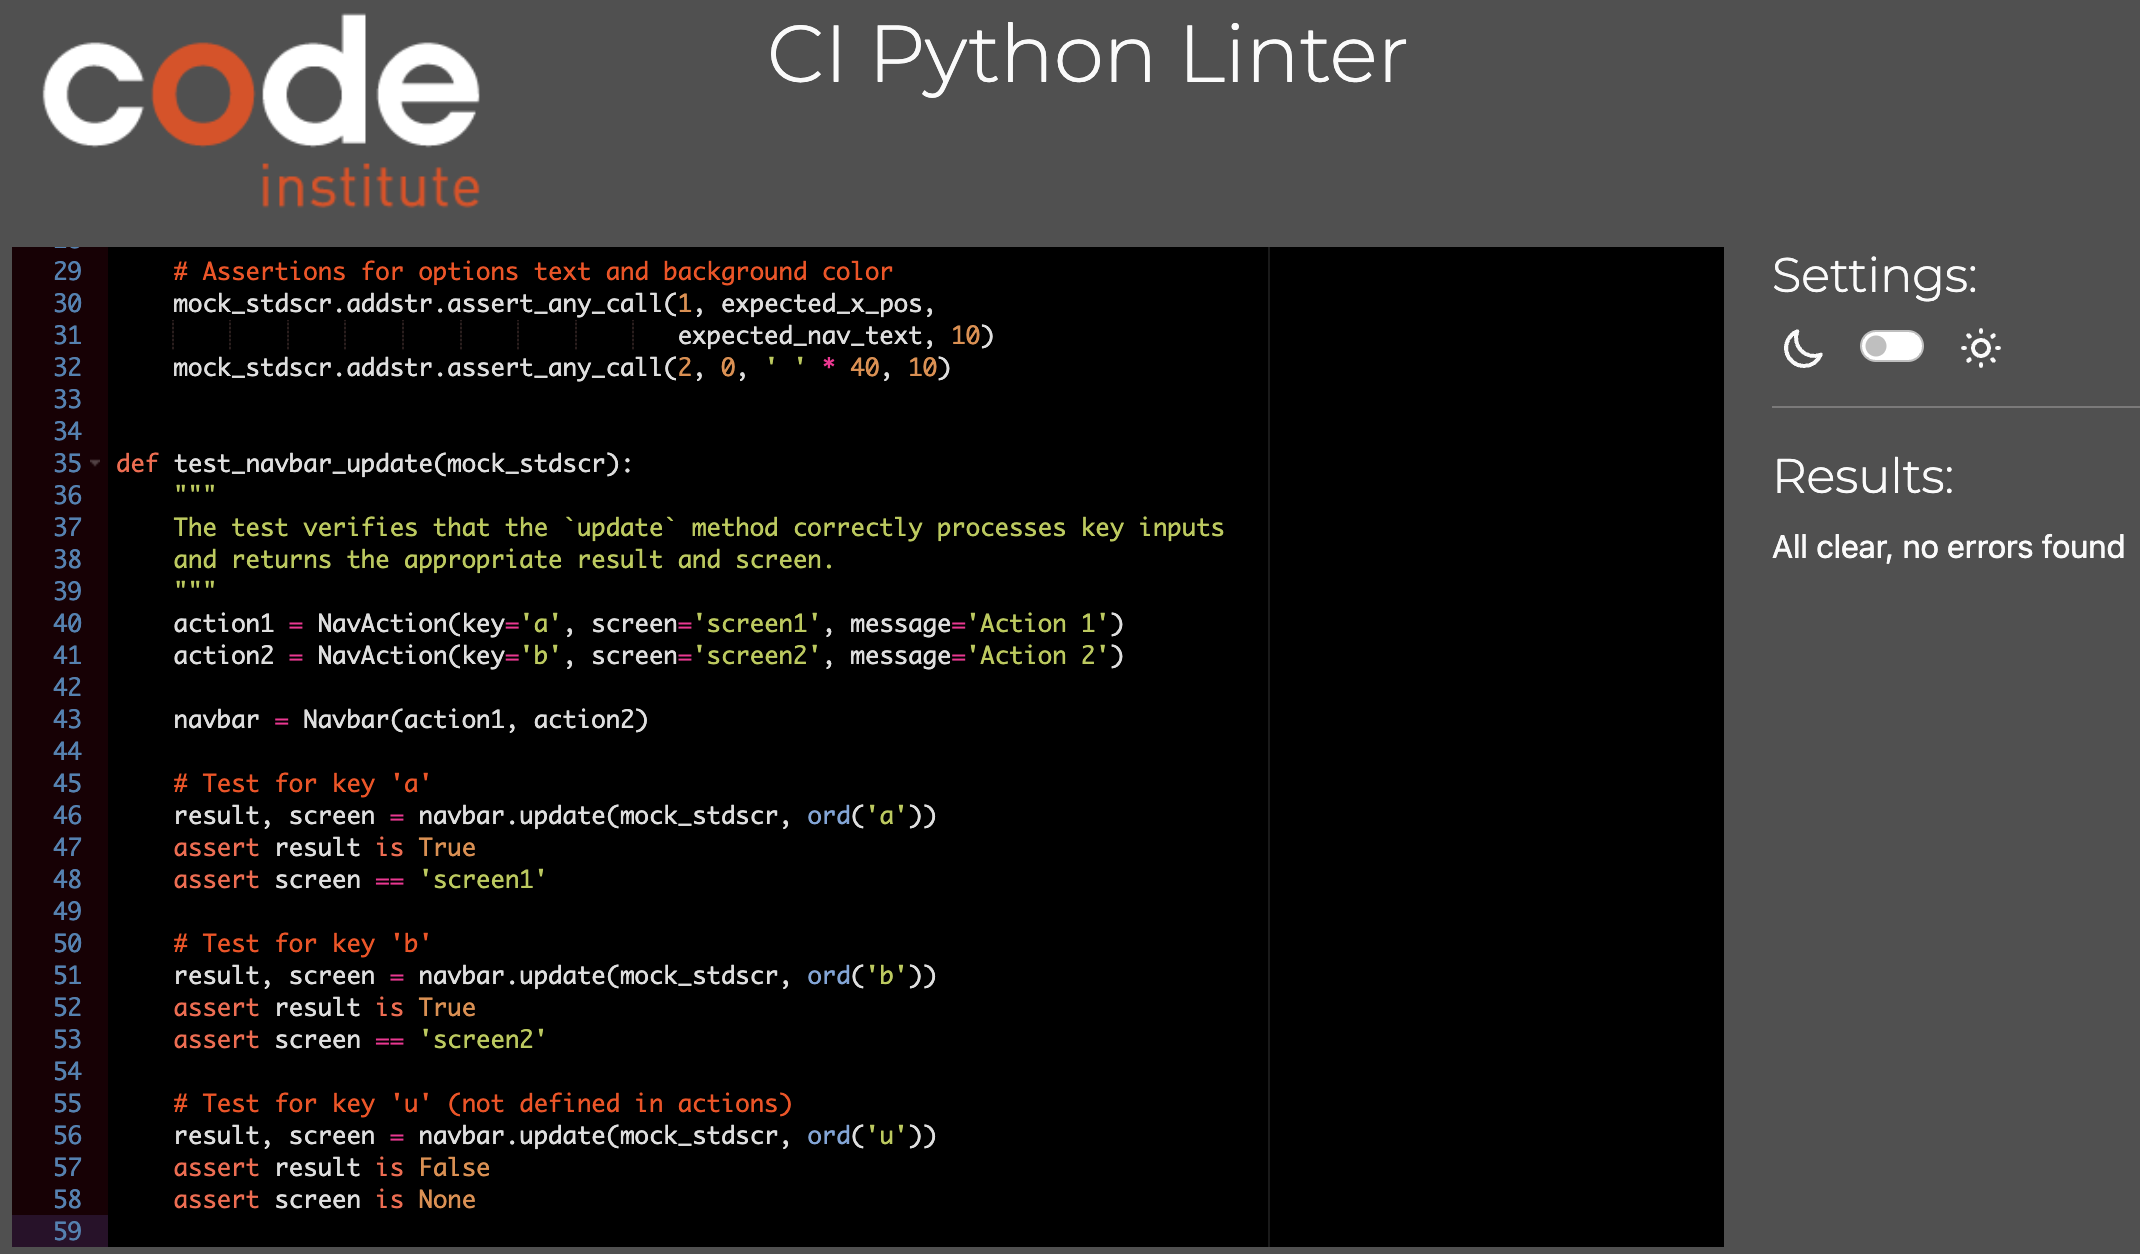 code
institute
CI Python Linter
29 # Assertions for options text and background color
30 mock_stdscr.addstr.assert_any_call(1, expected_x_pos,
31 expected_nav_text, 10)
32 mock_stdscr.addstr.assert_any_call(2, 0, ' ' * 40, 10)
33
34
35 def test_navbar_update(mock_stdscr):
36 """
37 The test verifies that the `update` method correctly processes key inputs
38 and returns the appropriate result and screen.
39 """
40 action1 = NavAction(key='a', screen='screen1', message='Action 1')
41 action2 = NavAction(key='b', screen='screen2', message='Action 2')
42
43 navbar = Navbar(action1, action2)
44
45 # Test for key 'a'
46 result, screen = navbar.update(mock_stdscr, ord('a'))
47 assert result is True
48 assert screen == 'screen1'
49
50 # Test for key 'b'
51 result, screen = navbar.update(mock_stdscr, ord('b'))
52 assert result is True
53 assert screen == 'screen2'
54
55 # Test for key 'u' (not defined in actions)
56 result, screen = navbar.update(mock_stdscr, ord('u'))
57 assert result is False
58 assert screen is None
59
Settings:
Results:
All clear, no errors found